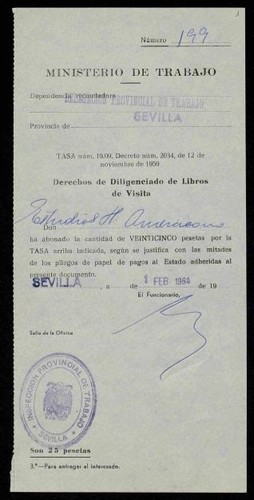 Número 199
MINISTERIO DE TRABAJO
Dependencia recaudadora
PROVINCIAL DE TRABAJO
SEVILLA
Provincia de
TASA núm. 19.09, Decreto núm. 2034, de 12 de
noviembre de 1959
Derechos de Diligenciado de Libros
de Visita
Don Estudios H. Americanos
ha abonado la cantidad de VEINTICINCO pesetas por la
TASA arriba indicada, según se justifica con las mitades
de los pliegos de papel de pagos al Estado adheridas al
presente documento.
SEVILLA, a 1 FEB 1964 de 19
El Funcionario,
Sello de la Oficina
INSPECCIÓN PROVINCIAL DE TRABAJO
SEVILLA
Son 25 pesetas
3.º—Para entregar al interesado.